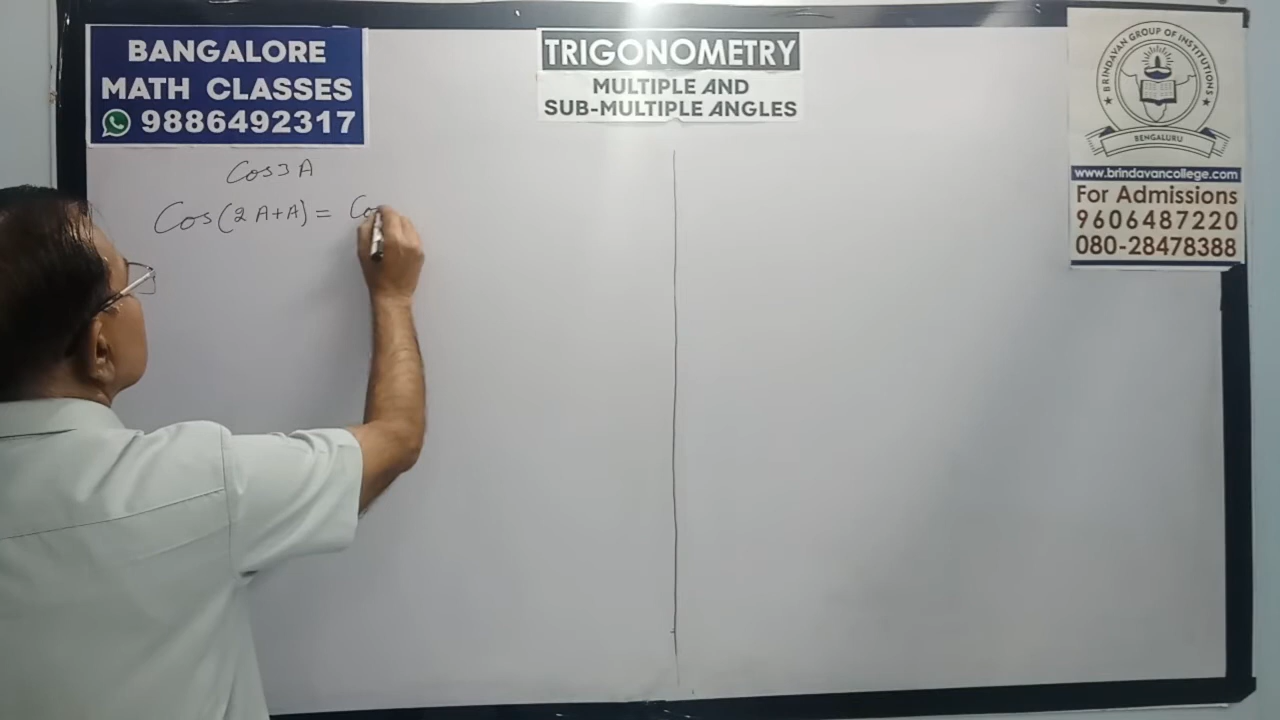 BANGALORE
MATH CLASSES
9886492317
TRIGONOMETRY
MULTIPLE AND
SUB-MULTIPLE ANGLES
BRINDAVAN GROUP OF INSTITUTIONS
BENGALURU
www.brindavancollege.com
For Admissions
9606487220
080-28478388
Cos3A
Cos(2A+A) = Cos